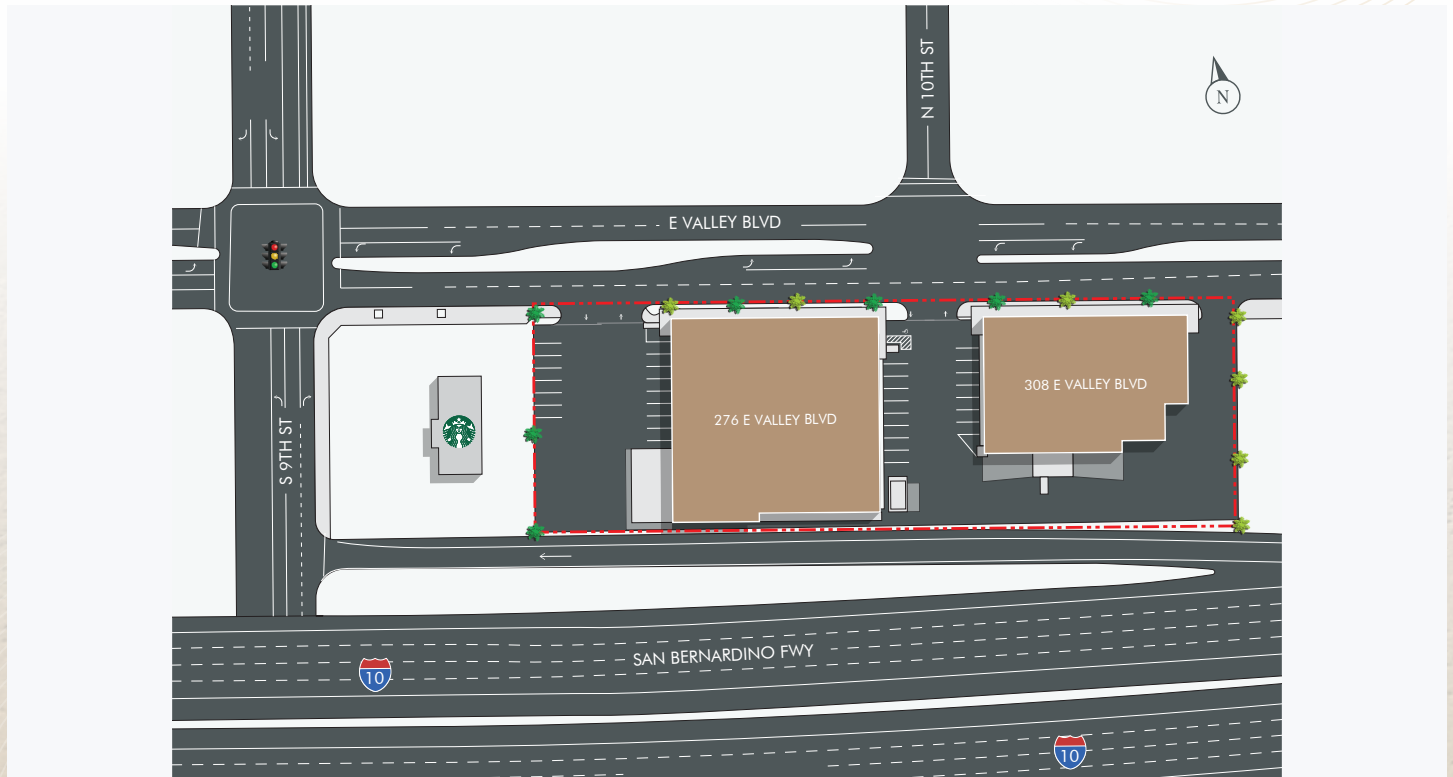 N 10TH ST
N
E VALLEY BLVD
308 E VALLEY BLVD
276 E VALLEY BLVD
S 9TH ST
SAN BERNARDINO FWY
10
10